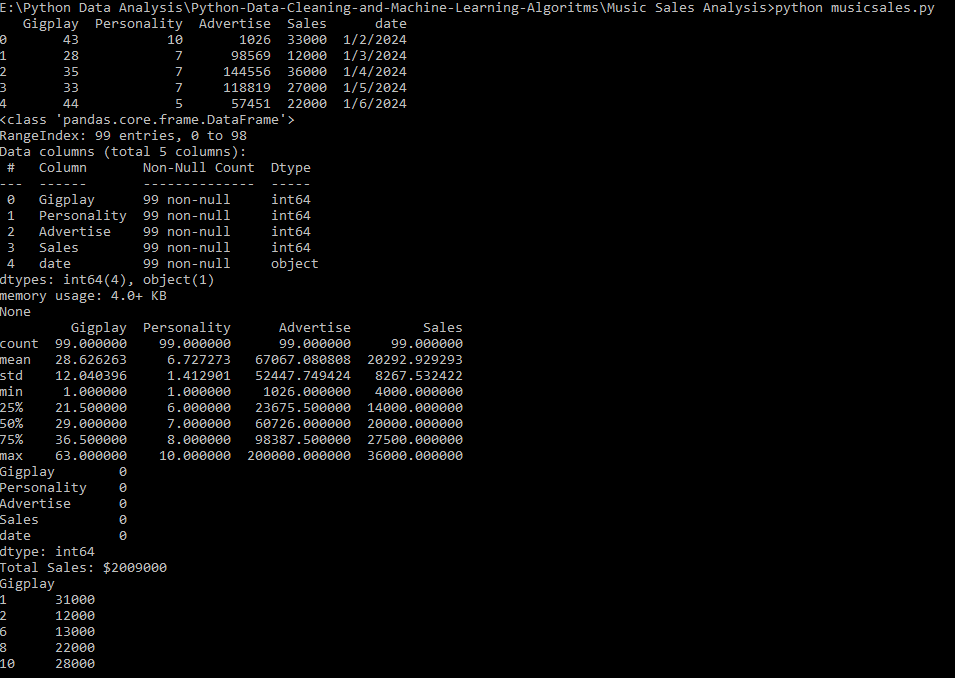 E:\Python Data Analysis\Python-Data-Cleaning-and-Machine-Learning-Algoritms\Music Sales Analysis>python musicsales.py
   Gigplay  Personality  Advertise  Sales      date
0       43           10       1026  33000  1/2/2024
1       28            7      98569  12000  1/3/2024
2       35            7     144556  36000  1/4/2024
3       33            7     118819  27000  1/5/2024
4       44            5      57451  22000  1/6/2024
<class 'pandas.core.frame.DataFrame'>
RangeIndex: 99 entries, 0 to 98
Data columns (total 5 columns):
 #   Column       Non-Null Count  Dtype
---  ------       --------------  -----
 0   Gigplay      99 non-null     int64
 1   Personality  99 non-null     int64
 2   Advertise    99 non-null     int64
 3   Sales        99 non-null     int64
 4   date         99 non-null     object
dtypes: int64(4), object(1)
memory usage: 4.0+ KB
None
         Gigplay  Personality      Advertise         Sales
count  99.000000    99.000000      99.000000     99.000000
mean   28.626263     6.727273   67067.080808  20292.929293
std    12.040396     1.412901   52447.749424   8267.532422
min     1.000000     1.000000    1026.000000   4000.000000
25%    21.500000     6.000000   23675.500000  14000.000000
50%    29.000000     7.000000   60726.000000  20000.000000
75%    36.500000     8.000000   98387.500000  27500.000000
max    63.000000    10.000000  200000.000000  36000.000000
Gigplay        0
Personality    0
Advertise      0
Sales          0
date           0
dtype: int64
Total Sales: $2009000
Gigplay
1      31000
2      12000
6      13000
8      22000
10     28000